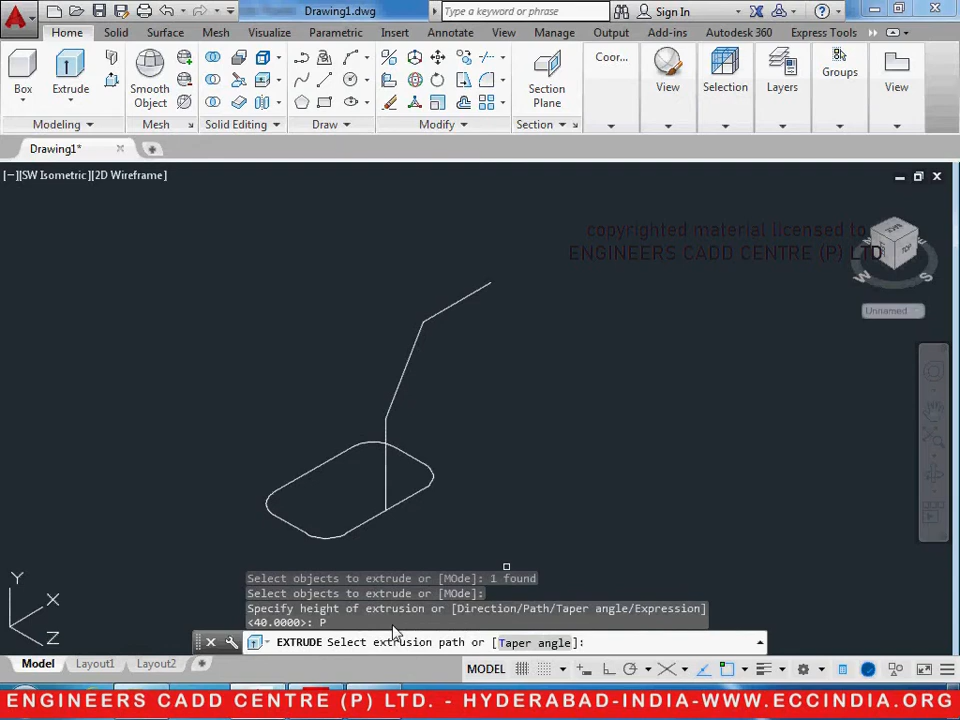 Drawing1.dwg
Type a keyword or phrase
Sign In
Home Solid Surface Mesh Visualize Parametric Insert Annotate View Manage Output Add-ins Autodesk 360 Express Tools
Box Extrude Smooth Object Section Plane Coor... View Selection Layers Groups View
Modeling Mesh Solid Editing Draw Modify Section
Drawing1*
[−][SW Isometric][2D Wireframe]
copyrighted material licensed to
ENGINEERS CADD CENTRE (P) LTD
W S
Unnamed
Y
X
Z
Select objects to extrude or [MOde]: 1 found
Select objects to extrude or [MOde]:
Specify height of extrusion or [Direction/Path/Taper angle/Expression]
<40.0000>: P
EXTRUDE Select extrusion path or [Taper angle]:
Model Layout1 Layout2
MODEL
ENGINEERS CADD CENTRE (P) LTD. - HYDERABAD-INDIA-WWW.ECCINDIA.ORG